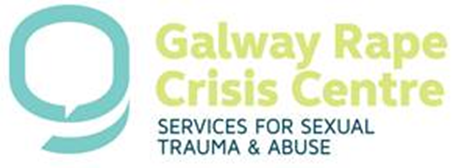 Galway Rape
Crisis Centre
SERVICES FOR SEXUAL
TRAUMA & ABUSE